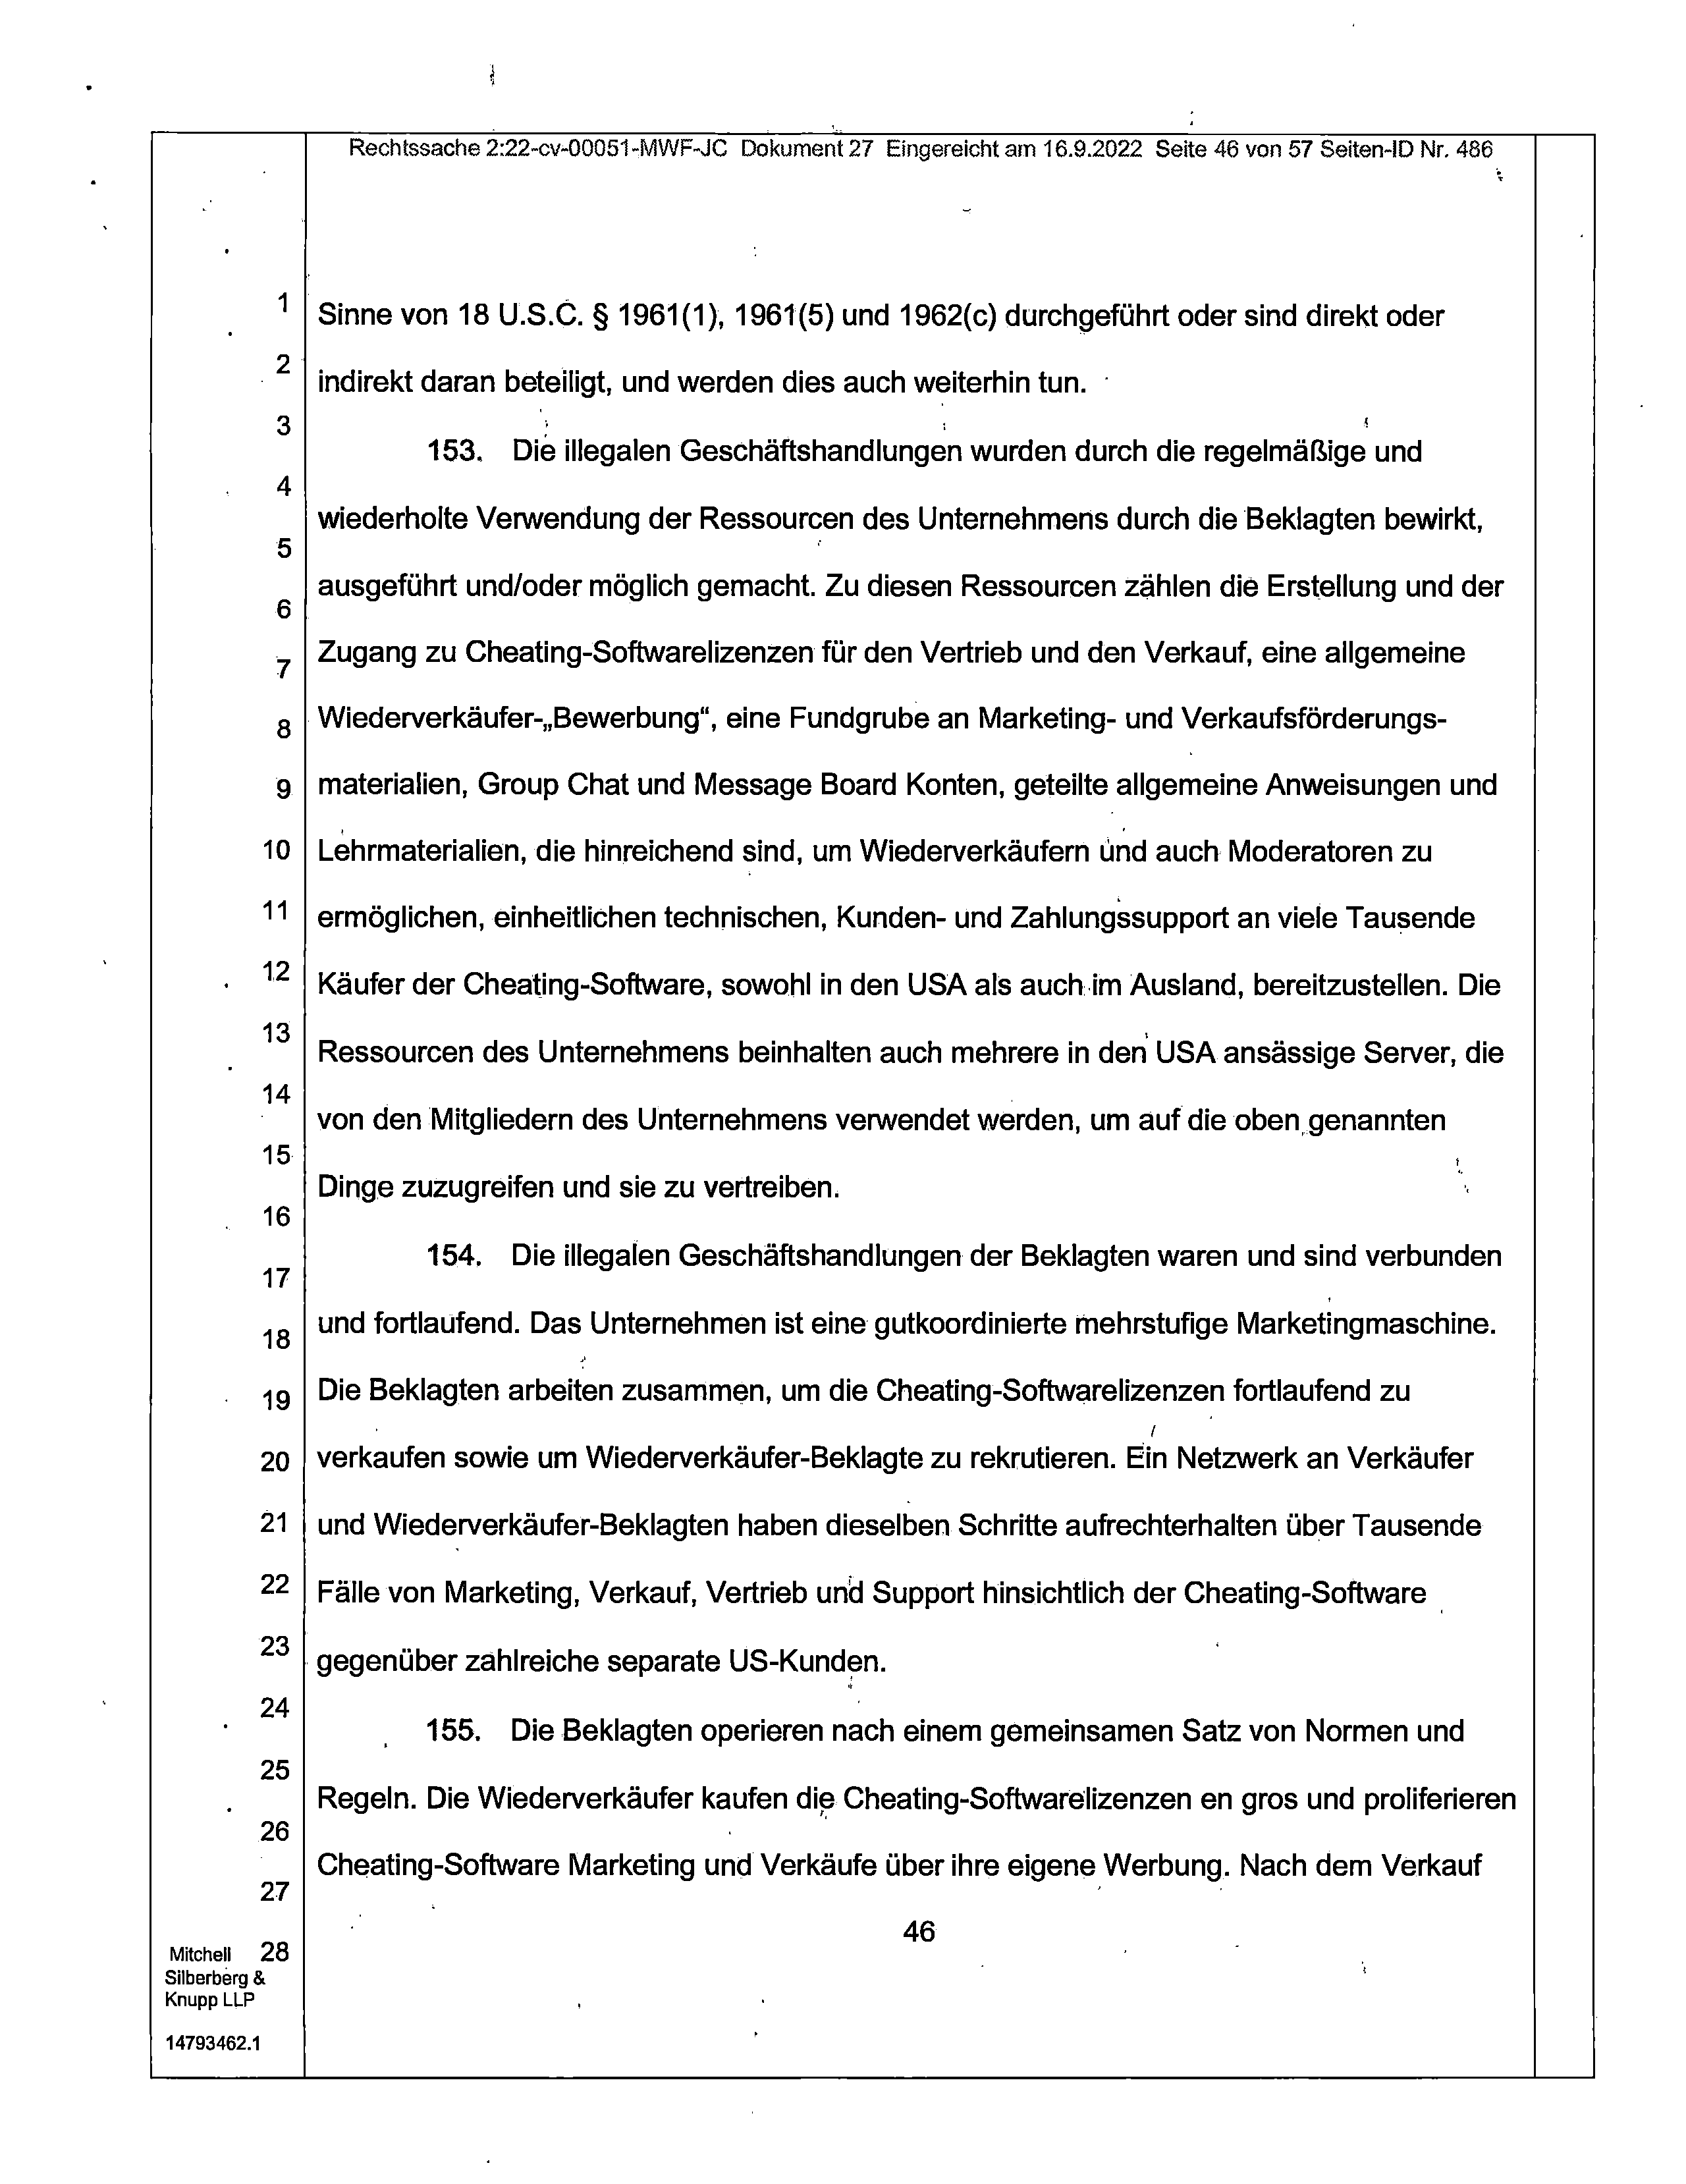 Rechtssache 2:22-cv-00051-MWF-JC Dokument 27 Eingereicht am 16.9.2022 Seite 46 von 57 Seiten-ID Nr. 486
1 Sinne von 18 U.S.C. § 1961(1), 1961(5) und 1962(c) durchgeführt oder sind direkt oder
2 indirekt daran beteiligt, und werden dies auch weiterhin tun.
3
153. Die illegalen Geschäftshandlungen wurden durch die regelmäßige und
4
wiederholte Verwendung der Ressourcen des Unternehmens durch die Beklagten bewirkt,
5
ausgeführt und/oder möglich gemacht. Zu diesen Ressourcen zählen die Erstellung und der
6
Zugang zu Cheating-Softwarelizenzen für den Vertrieb und den Verkauf, eine allgemeine
7
8 Wiederverkäufer-„Bewerbung“, eine Fundgrube an Marketing- und Verkaufsförderungs-
9 materialien, Group Chat und Message Board Konten, geteilte allgemeine Anweisungen und
10 Lehrmaterialien, die hinreichend sind, um Wiederverkäufern und auch Moderatoren zu
11 ermöglichen, einheitlichen technischen, Kunden- und Zahlungssupport an viele Tausende
12 Käufer der Cheating-Software, sowohl in den USA als auch im Ausland, bereitzustellen. Die
13
Ressourcen des Unternehmens beinhalten auch mehrere in den USA ansässige Server, die
14
von den Mitgliedern des Unternehmens verwendet werden, um auf die oben genannten
15
Dinge zuzugreifen und sie zu vertreiben.
16
154. Die illegalen Geschäftshandlungen der Beklagten waren und sind verbunden
17
und fortlaufend. Das Unternehmen ist eine gutkoordinierte mehrstufige Marketingmaschine.
18
19 Die Beklagten arbeiten zusammen, um die Cheating-Softwarelizenzen fortlaufend zu
20 verkaufen sowie um Wiederverkäufer-Beklagte zu rekrutieren. Ein Netzwerk an Verkäufer
21 und Wiederverkäufer-Beklagten haben dieselben Schritte aufrechterhalten über Tausende
22 Fälle von Marketing, Verkauf, Vertrieb und Support hinsichtlich der Cheating-Software
23 gegenüber zahlreiche separate US-Kunden.
24
155. Die Beklagten operieren nach einem gemeinsamen Satz von Normen und
25
Regeln. Die Wiederverkäufer kaufen die Cheating-Softwarelizenzen en gros und proliferieren
26
Cheating-Software Marketing und Verkäufe über ihre eigene Werbung. Nach dem Verkauf
27
46
Mitchell 28
Silberberg &
Knupp LLP
14793462.1